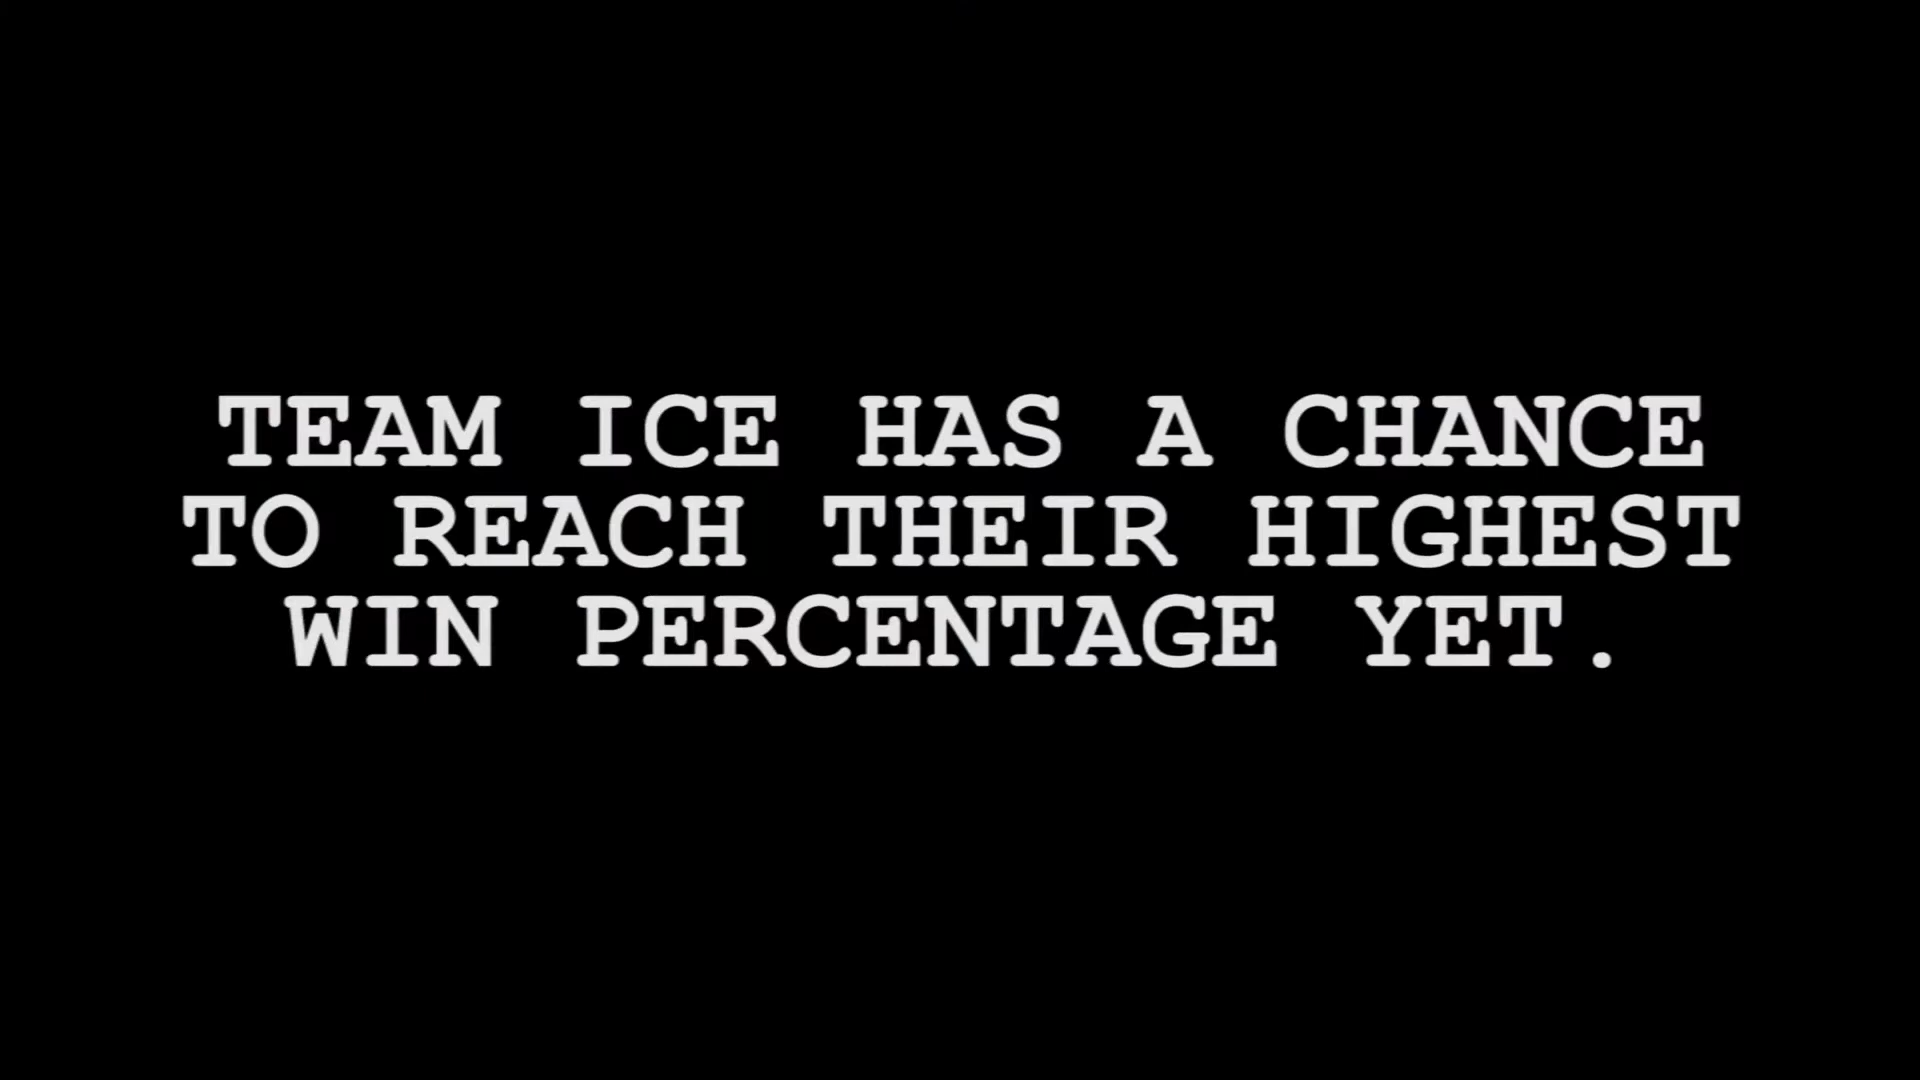 TEAM ICE HAS A CHANCE
TO REACH THEIR HIGHEST
WIN PERCENTAGE YET.